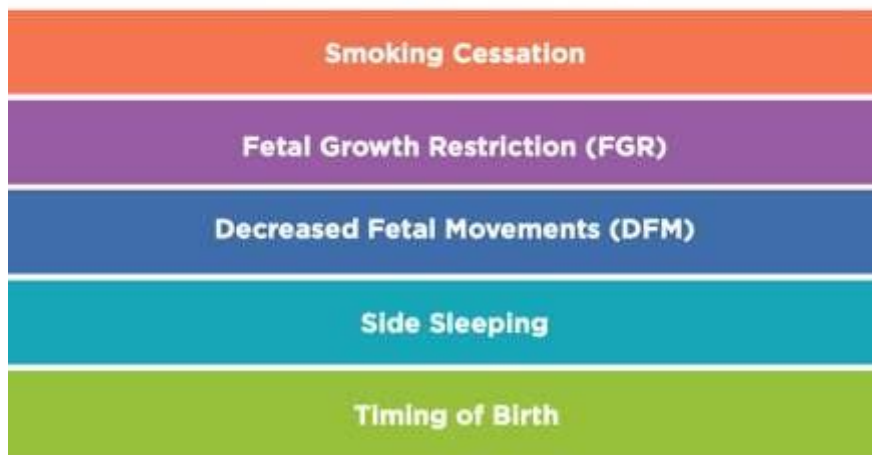 Smoking Cessation
Fetal Growth Restriction (FGR)
Decreased Fetal Movements (DFM)
Side Sleeping
Timing of Birth